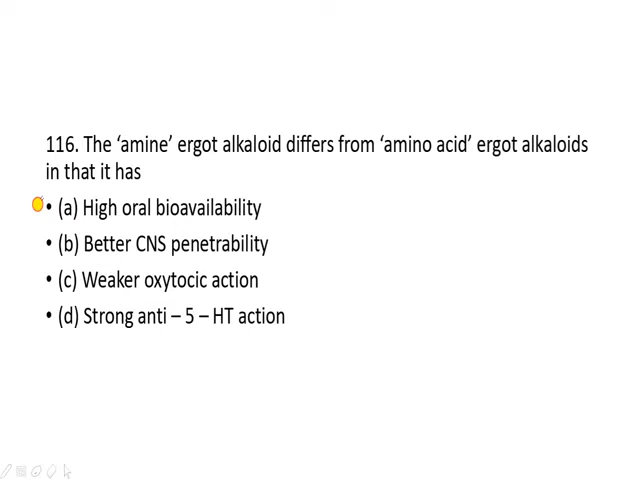 116. The ‘amine’ ergot alkaloid differs from ‘amino acid’ ergot alkaloids
in that it has
• (a) High oral bioavailability
• (b) Better CNS penetrability
• (c) Weaker oxytocic action
• (d) Strong anti – 5 – HT action